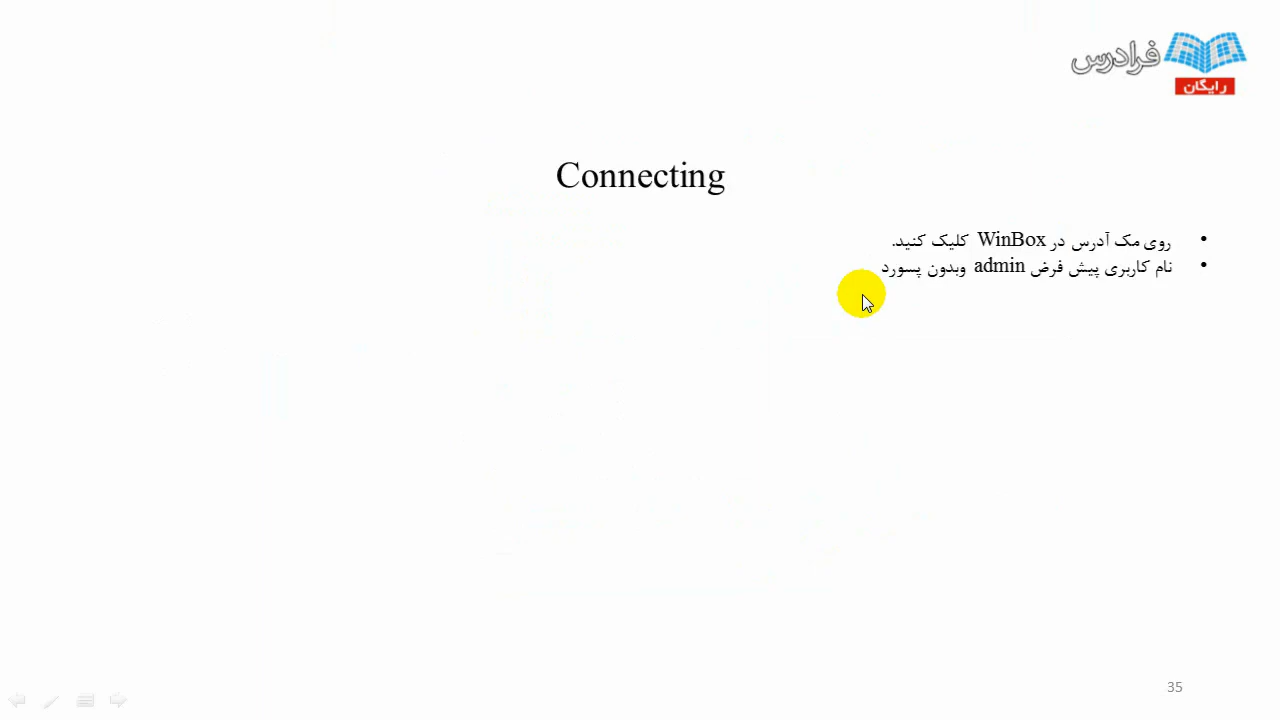 فرادرس
رایگان
Connecting
• روی مک آدرس در WinBox کلیک کنید.
• نام کاربری پیش فرض admin وبدون پسورد
35